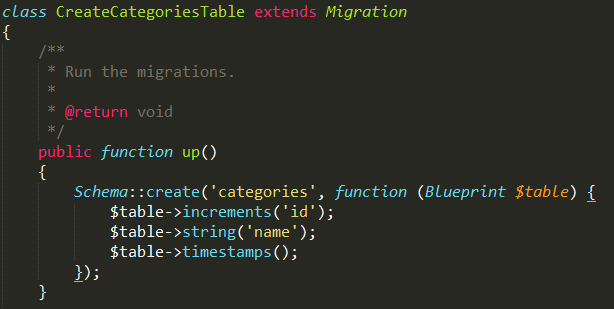 class CreateCategoriesTable extends Migration
{
    /**
     * Run the migrations.
     *
     * @return void
     */
    public function up()
    {
        Schema::create('categories', function (Blueprint $table) {
            $table->increments('id');
            $table->string('name');
            $table->timestamps();
        });
    }